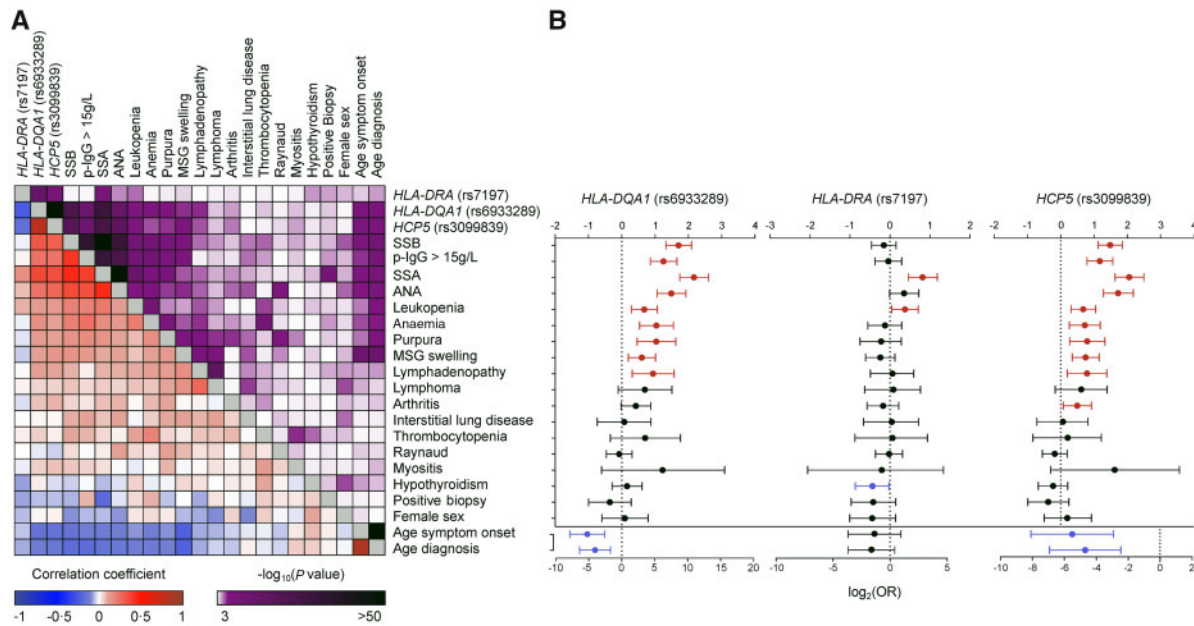 A
B
HLA-DRA (rs7197)
HLA-DQA1 (rs6933289)
HCP5 (rs3099839)
SSB
p-IgG > 15g/L
SSA
ANA
Leukopenia
Anemia
Purpura
MSG swelling
Lymphadenopathy
Lymphoma
Arthritis
Interstitial lung disease
Thrombocytopenia
Raynaud
Myositis
Hypothyroidism
Positive Biopsy
Female sex
Age symptom onset
Age diagnosis
HLA-DRA (rs7197)
HLA-DQA1 (rs6933289)
HCP5 (rs3099839)
SSB
p-IgG > 15g/L
SSA
ANA
Leukopenia
Anaemia
Purpura
MSG swelling
Lymphadenopathy
Lymphoma
Arthritis
Interstitial lung disease
Thrombocytopenia
Raynaud
Myositis
Hypothyroidism
Positive biopsy
Female sex
Age symptom onset
Age diagnosis
Correlation coefficient
-1 -0·5 0 0·5 1
-log10(P value)
3 >50
HLA-DQA1 (rs6933289) HLA-DRA (rs7197) HCP5 (rs3099839)
-2 -1 0 1 2 3 4
-2 -1 0 1 2
-2 -1 0 1 2 3 4
-10 -5 0 5 10 15 20
-5 0 5
-10 -8 -6 -4 -2 0 2
log2(OR)